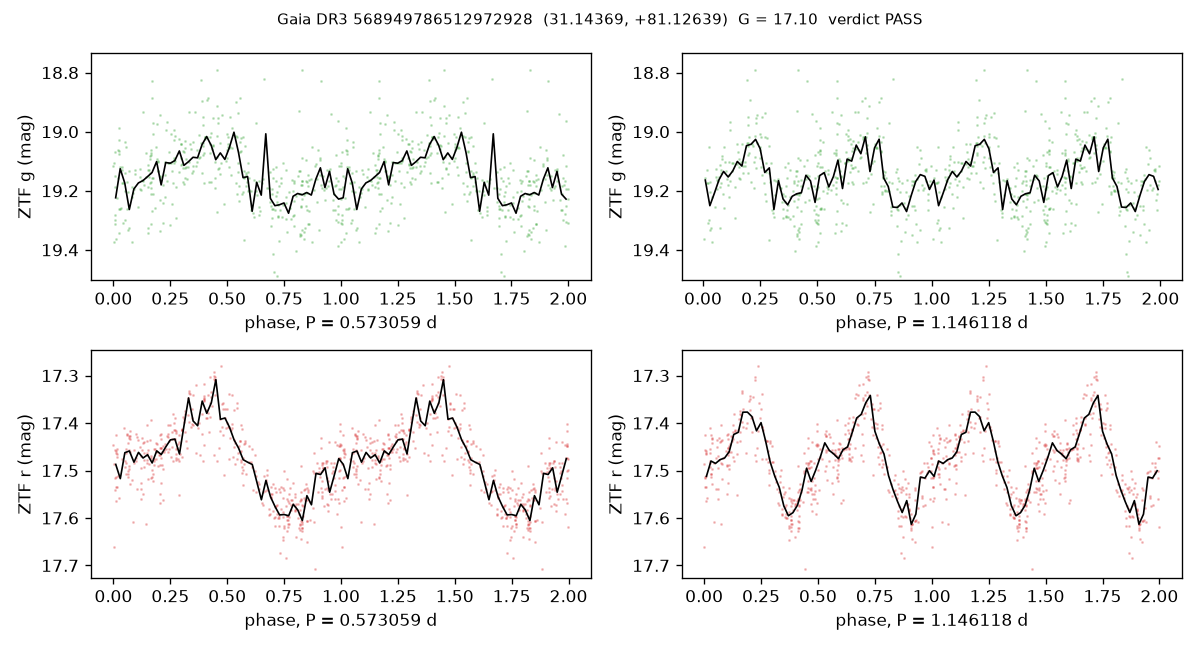 Gaia DR3 568949786512972928  (31.14369, +81.12639)  G = 17.10  verdict PASS
ZTF g (mag)
18.8
19.0
19.2
19.4
0.00 0.25 0.50 0.75 1.00 1.25 1.50 1.75 2.00
phase, P = 0.573059 d
ZTF g (mag)
18.8
19.0
19.2
19.4
0.00 0.25 0.50 0.75 1.00 1.25 1.50 1.75 2.00
phase, P = 1.146118 d
ZTF r (mag)
17.3
17.4
17.5
17.6
17.7
0.00 0.25 0.50 0.75 1.00 1.25 1.50 1.75 2.00
phase, P = 0.573059 d
ZTF r (mag)
17.3
17.4
17.5
17.6
17.7
0.00 0.25 0.50 0.75 1.00 1.25 1.50 1.75 2.00
phase, P = 1.146118 d